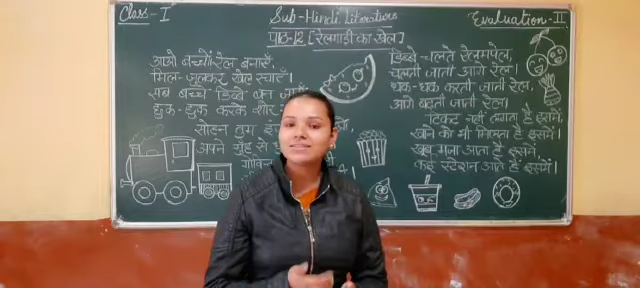 Class-I
Sub-Hindi Literature
Evaluation-II
पाठ-12 [रेलगाड़ी का खेल]
आओ बच्चों रेल बनाएँ,
मिल-जुलकर खेल रचाएँ।
सब बच्चे डिब्बे बन जाएँ
छुक-छुक करके शोर
सोहन तुम इं
अपने मुँह से
डिब्बे चलते रेलमपेल,
चलती जाती आगे रेल।
धक-धक करती जाती रेल,
आगे बढ़ती जाती रेल।
टिकट नहीं लगता है इसमें,
खाने को भी मिलता है इसमें।
खूब मजा आता है इसमें,
कई स्टेशन आते हैं इसमें।